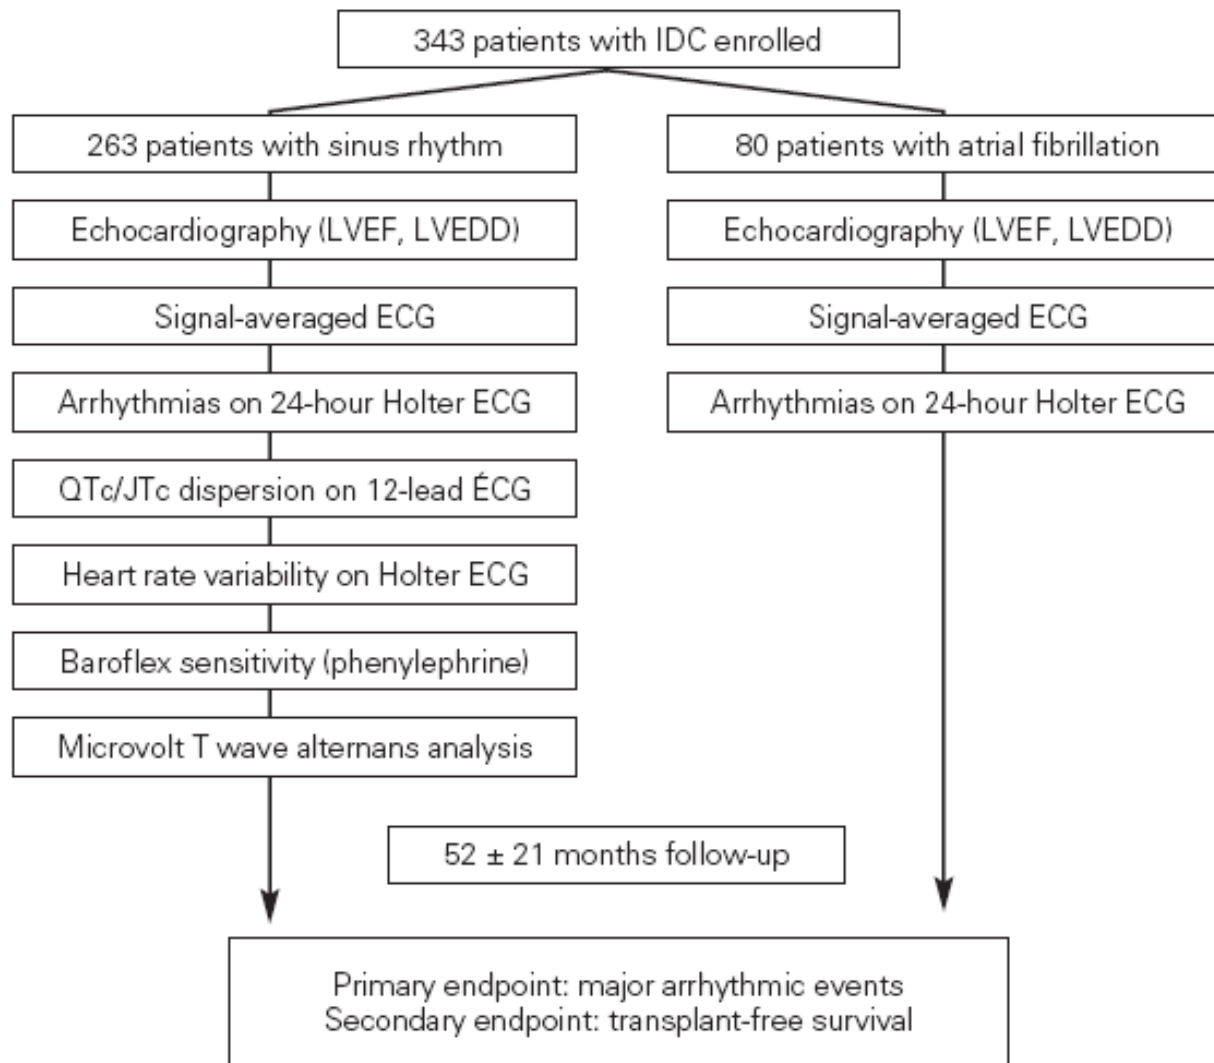 343 patients with IDC enrolled
263 patients with sinus rhythm
80 patients with atrial fibrillation
Echocardiography (LVEF, LVEDD)
Echocardiography (LVEF, LVEDD)
Signal-averaged ECG
Signal-averaged ECG
Arrhythmias on 24-hour Holter ECG
Arrhythmias on 24-hour Holter ECG
QTc/JTc dispersion on 12-lead ÉCG
Heart rate variability on Holter ECG
Baroflex sensitivity (phenylephrine)
Microvolt T wave alternans analysis
52 ± 21 months follow-up
Primary endpoint: major arrhythmic events
Secondary endpoint: transplant-free survival